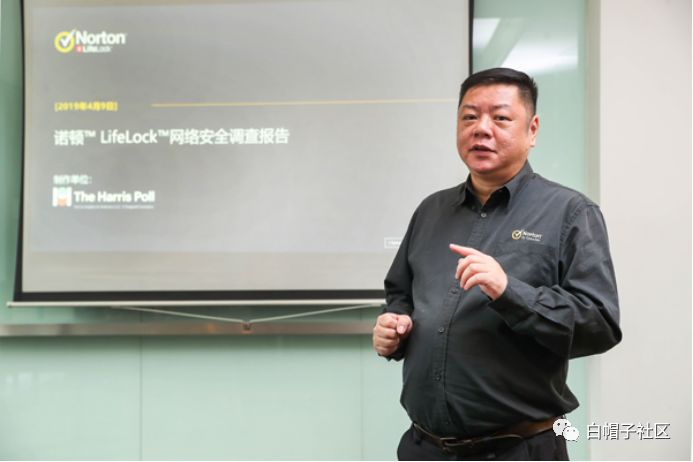 Norton
LifeLock
[2019年4月9日]
诺顿™ LifeLock™网络安全调查报告
制作单位：
The Harris Poll
Norton
白帽子社区